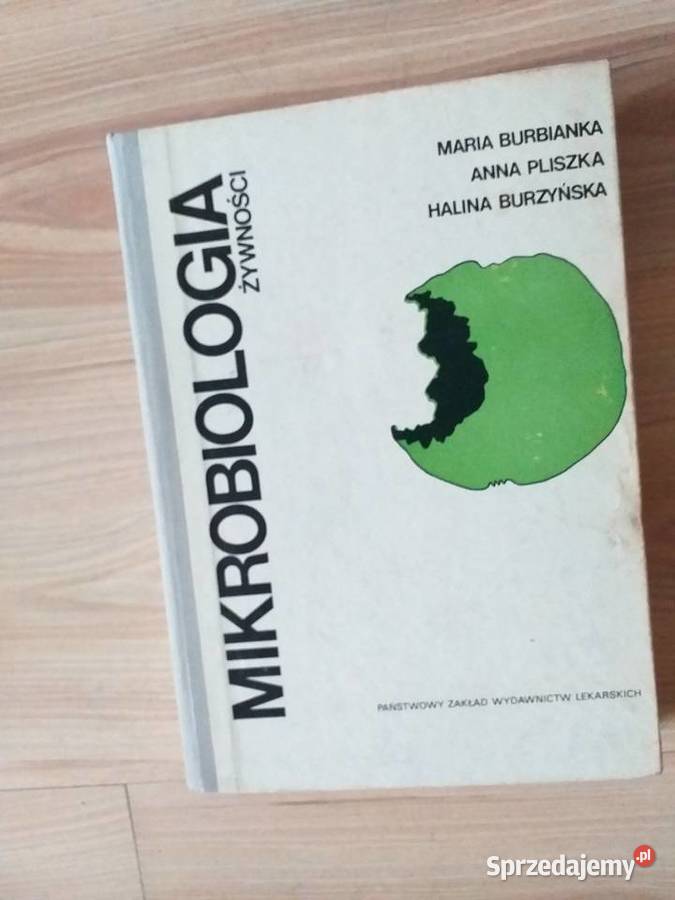 MARIA BURBIANKA
ANNA PLISZKA
HALINA BURZYŃSKA
MIKROBIOLOGIA
ŻYWNOŚCI
PAŃSTWOWY ZAKŁAD WYDAWNICTW LEKARSKICH
Sprzedajemy.pl